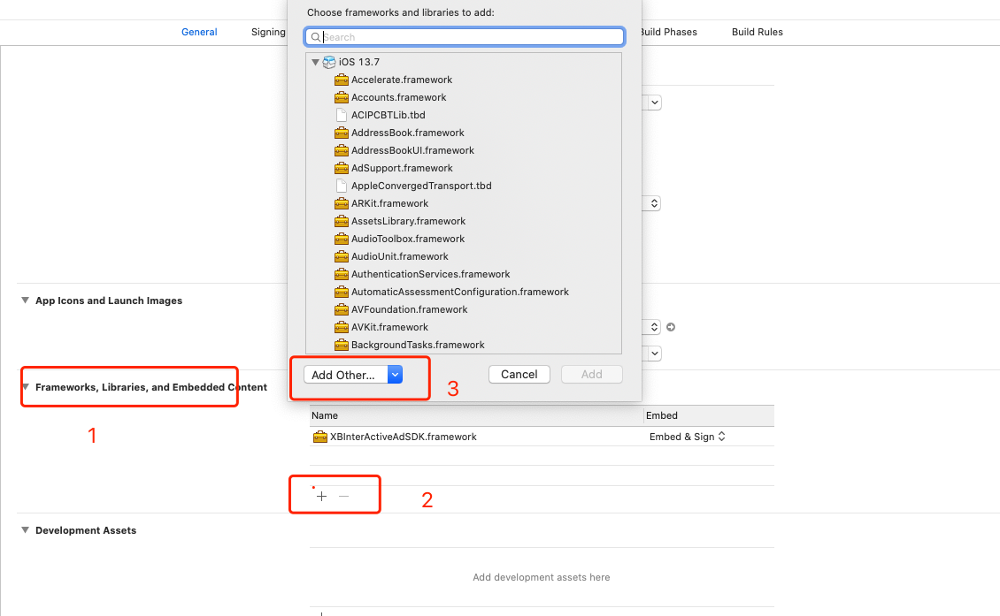 Choose frameworks and libraries to add:
General Signing Build Phases Build Rules
Search
iOS 13.7
Accelerate.framework
Accounts.framework
ACIPCBTLib.tbd
AddressBook.framework
AddressBookUI.framework
AdSupport.framework
AppleConvergedTransport.tbd
ARKit.framework
AssetsLibrary.framework
AudioToolbox.framework
AudioUnit.framework
AuthenticationServices.framework
AutomaticAssessmentConfiguration.framework
AVFoundation.framework
AVKit.framework
BackgroundTasks.framework
App Icons and Launch Images
Add Other... Cancel Add
3
Frameworks, Libraries, and Embedded Content
1
Name Embed
XBInterActiveAdSDK.framework Embed & Sign
2
Development Assets
Add development assets here